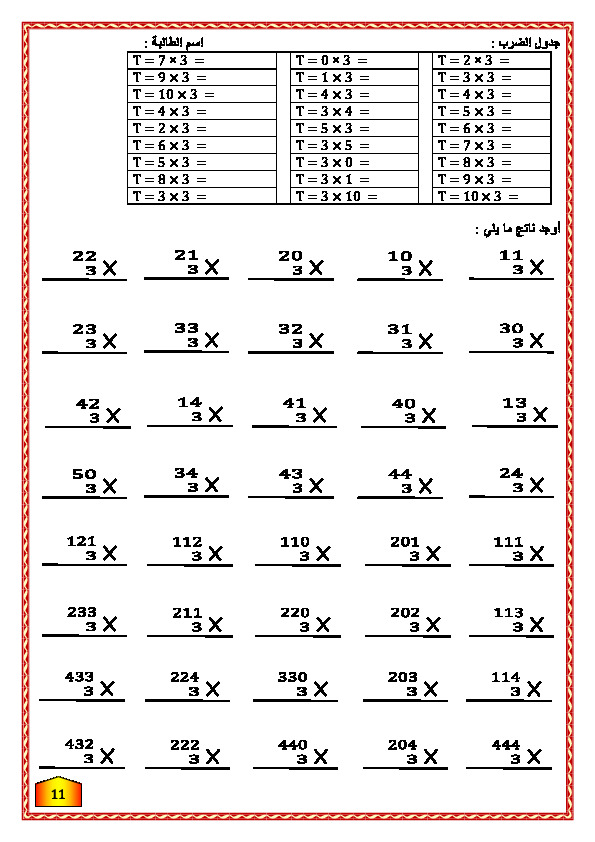 جدول الضرب : اسم الطالبة :
T = 2 × 3 = T = 0 × 3 = T = 7 × 3 =
T = 3 × 3 = T = 1 × 3 = T = 9 × 3 =
T = 4 × 3 = T = 4 × 3 = T = 10 × 3 =
T = 5 × 3 = T = 3 × 4 = T = 4 × 3 =
T = 6 × 3 = T = 5 × 3 = T = 2 × 3 =
T = 7 × 3 = T = 3 × 5 = T = 6 × 3 =
T = 8 × 3 = T = 3 × 0 = T = 5 × 3 =
T = 9 × 3 = T = 3 × 1 = T = 8 × 3 =
T = 10 × 3 = T = 3 × 10 = T = 3 × 3 =
أوجد ناتج ما يلي :
22 21 20 10 11
3 × 3 × 3 × 3 × 3 ×
23 33 32 31 30
3 × 3 × 3 × 3 × 3 ×
42 14 41 40 13
3 × 3 × 3 × 3 × 3 ×
50 34 43 44 24
3 × 3 × 3 × 3 × 3 ×
121 112 110 201 111
3 × 3 × 3 × 3 × 3 ×
233 211 220 202 113
3 × 3 × 3 × 3 × 3 ×
433 224 330 203 114
3 × 3 × 3 × 3 × 3 ×
432 222 440 204 444
3 × 3 × 3 × 3 × 3 ×
11